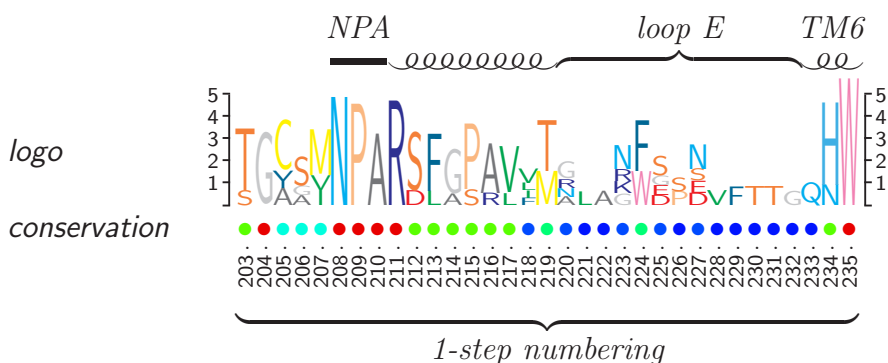 NPA loop E TM6
5 5
4 4
3 3
2 2
1 1
logo
T G C S M N P A R S F G P A V T G N F S S N H W
Y G R R W
S A A Y D L A S R L M A L A G D P D V F T T G Q N
conservation
203. 204. 205. 206. 207. 208. 209. 210. 211. 212. 213. 214. 215. 216. 217. 218. 219. 220. 221. 222. 223. 224. 225. 226. 227. 228. 229. 230. 231. 232. 233. 234. 235.
1-step numbering